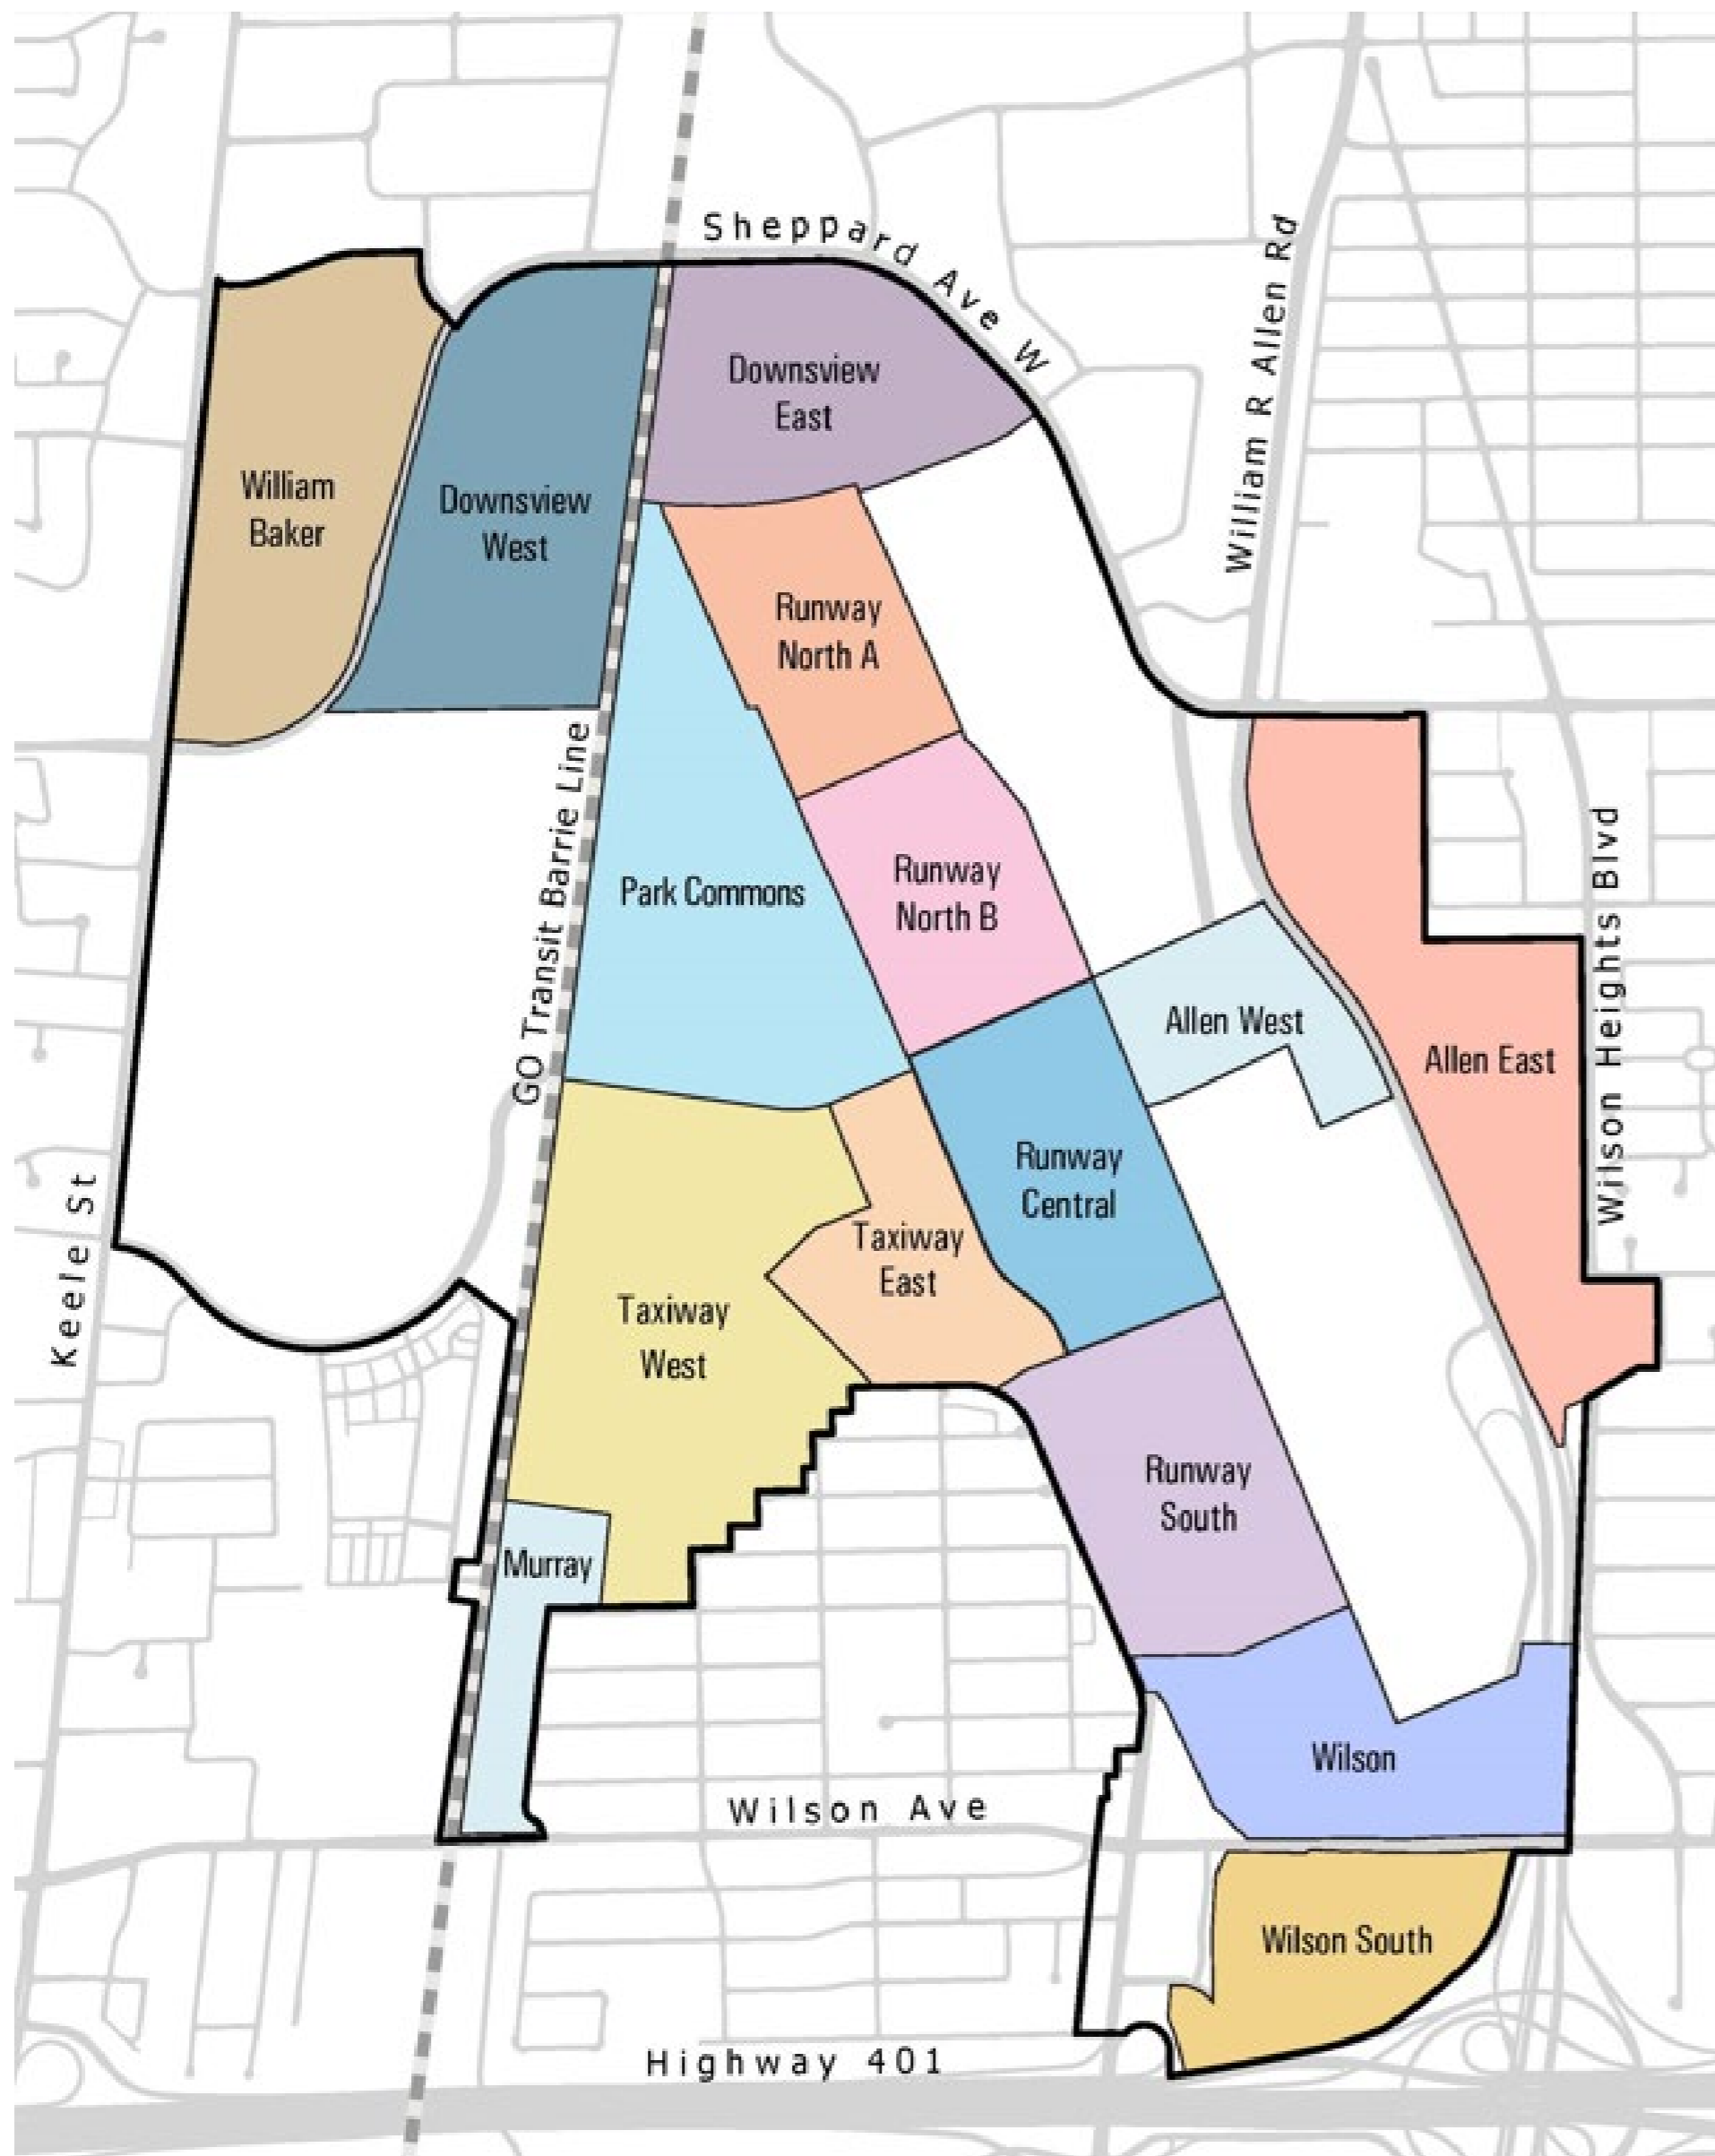 Sheppard Ave W
William R Allen Rd
Downsview
East
William
Baker
Downsview
West
Runway
North A
GO Transit Barrie Line
Park Commons
Runway
North B
Wilson Heights Blvd
Allen West
Allen East
Keele St
Runway
Central
Taxiway
East
Taxiway
West
Runway
South
Murray
Wilson
Wilson Ave
Wilson South
Highway 401